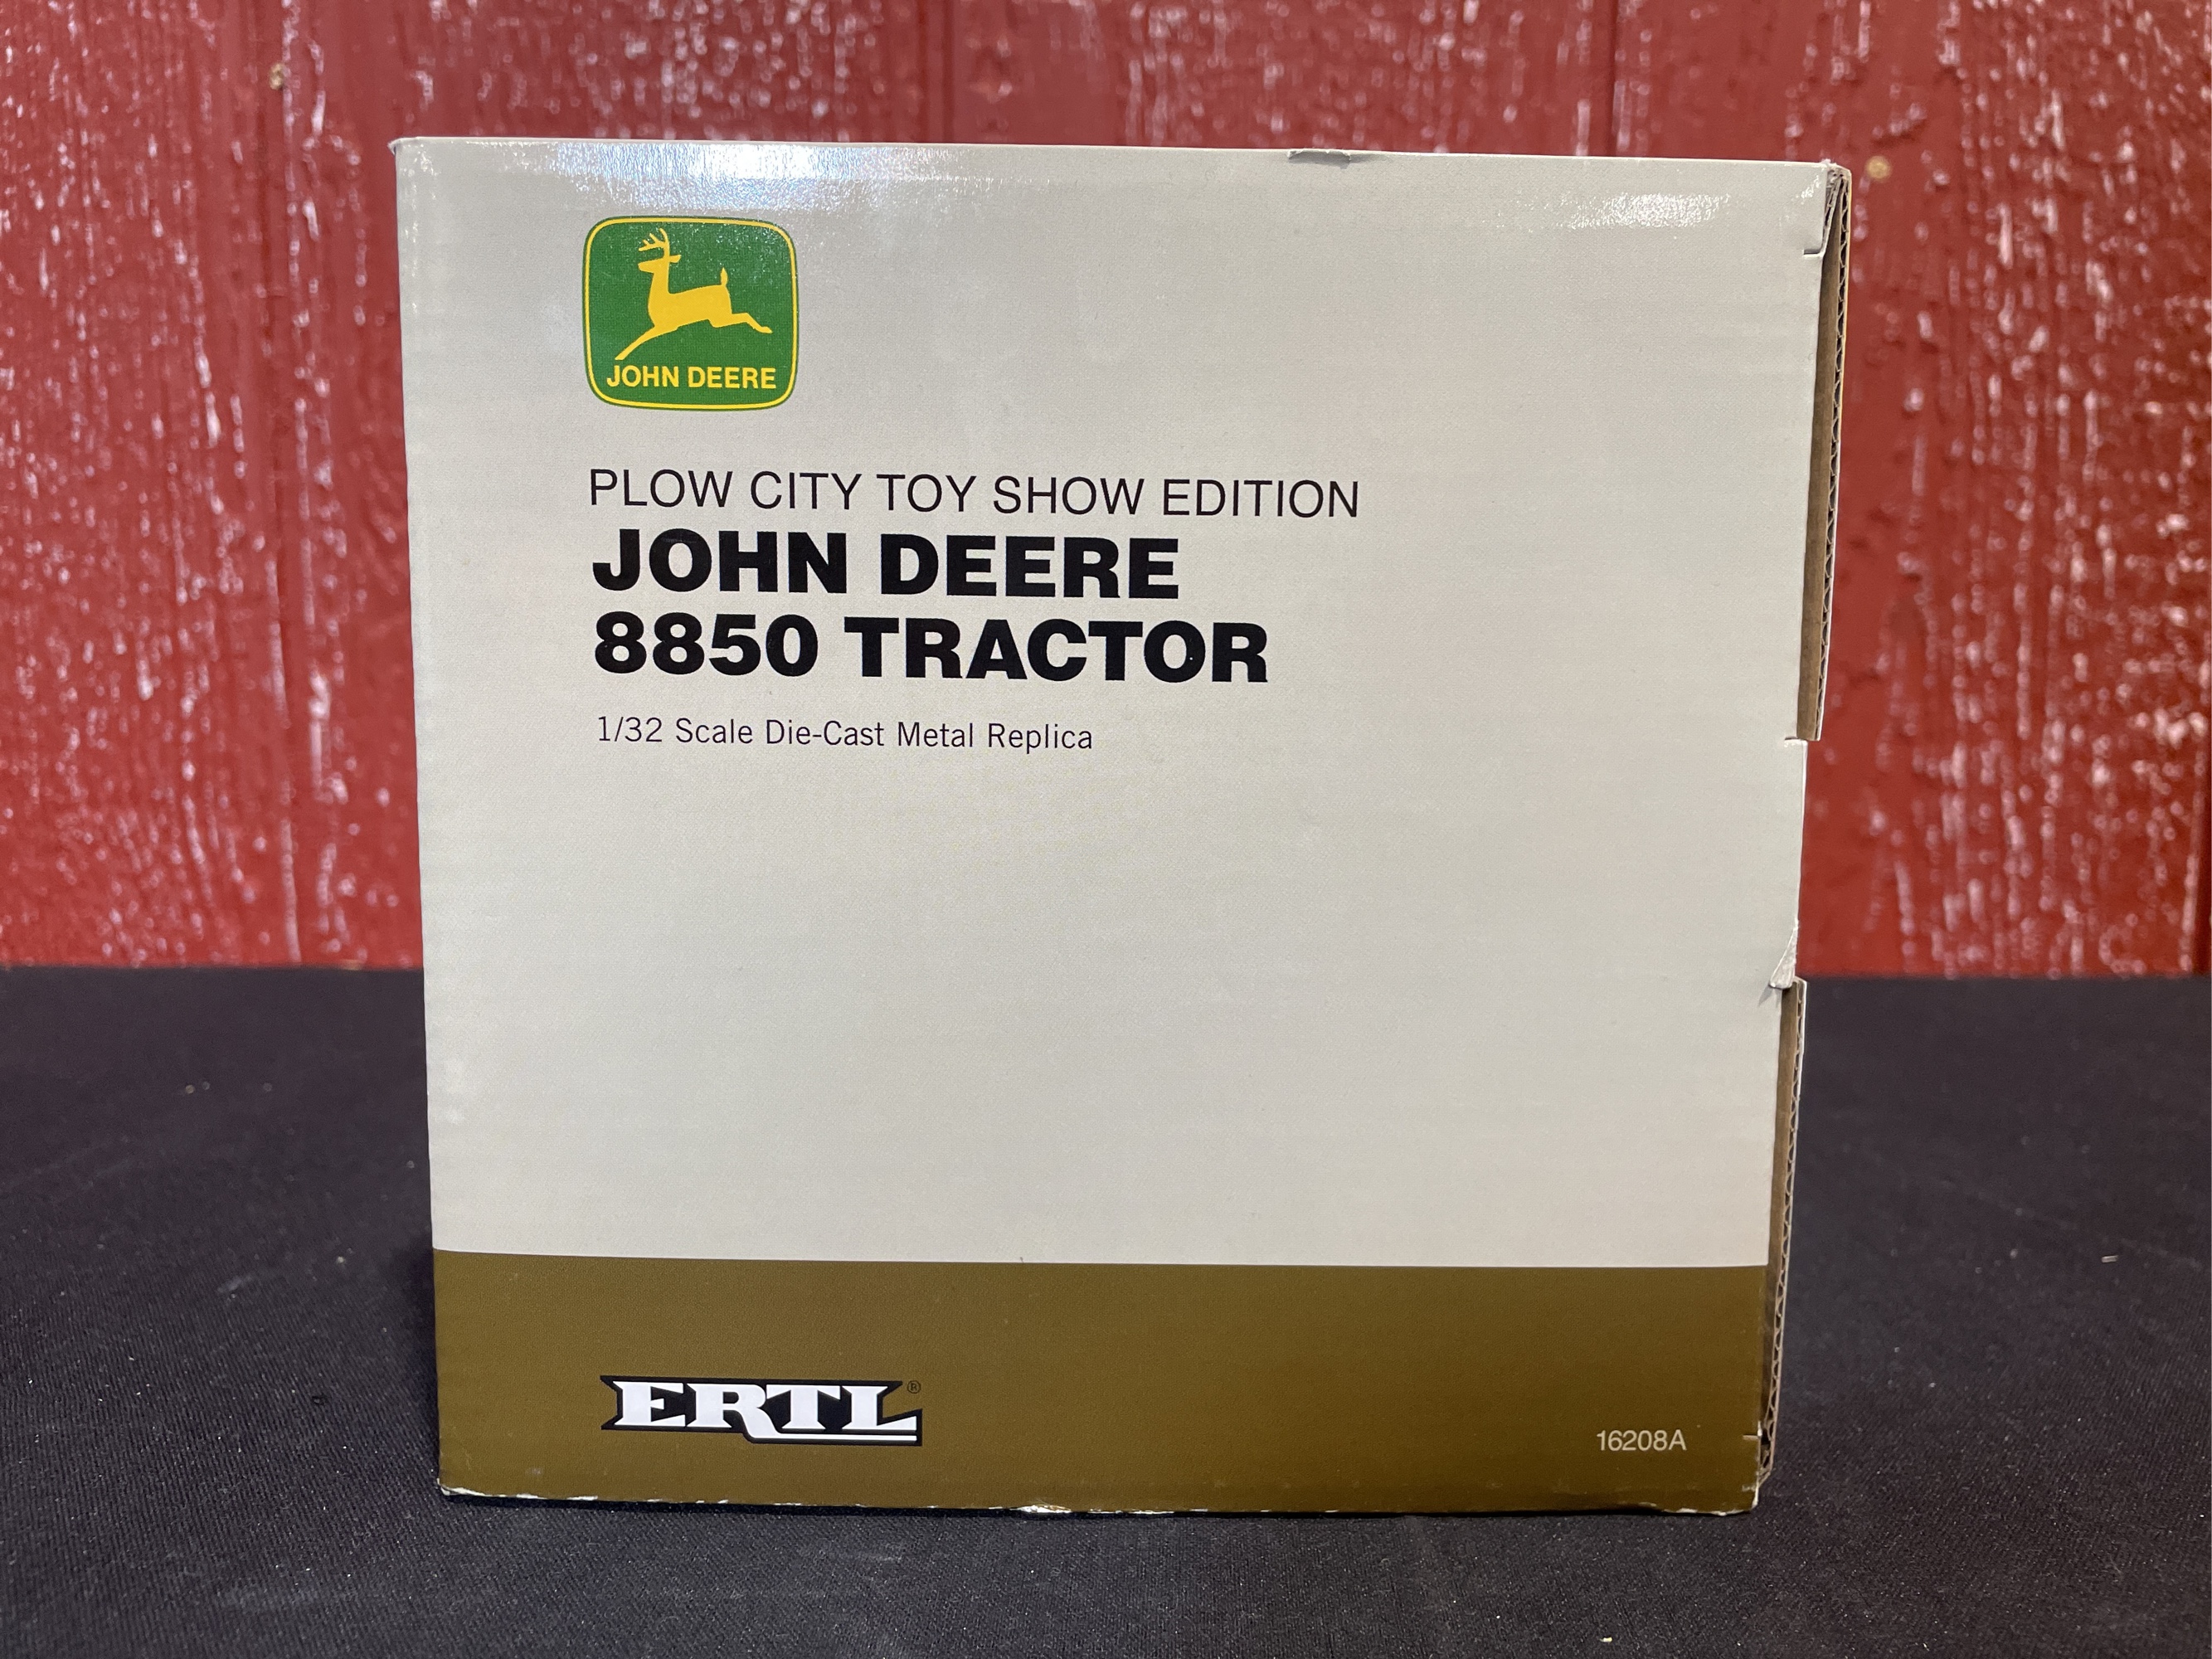 JOHN DEERE
PLOW CITY TOY SHOW EDITION
JOHN DEERE
8850 TRACTOR
1/32 Scale Die-Cast Metal Replica
ERTL®
16208A